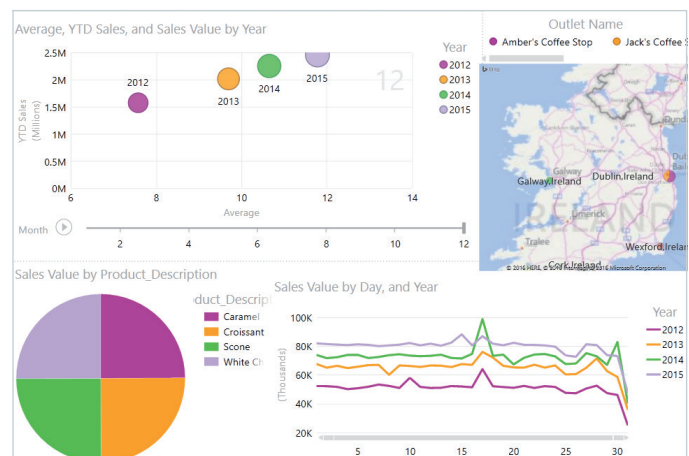 Average, YTD Sales, and Sales Value by Year
2.5M
2M
1.5M
1M
0.5M
0M
YTD Sales
(Millions)
2012
2013
2014
2015
12
6
8
10
12
14
Average
Year
2012
2013
2014
2015
Month
2
4
6
8
10
12
Outlet Name
Amber's Coffee Stop
Jack's Coffee S
Galway
Galway,Ireland
Dublin,Ireland
IRELAND
Limerick
Tralee
Wexford,Irelan
Cork,Ireland
© 2016 HERE, © 2016 Microsoft Corporation
Sales Value by Product_Description
duct_Descript
Caramel
Croissant
Scone
White Ch
Sales Value by Day, and Year
100K
80K
60K
40K
20K
(Thousands)
5
10
15
20
25
30
Year
2012
2013
2014
2015